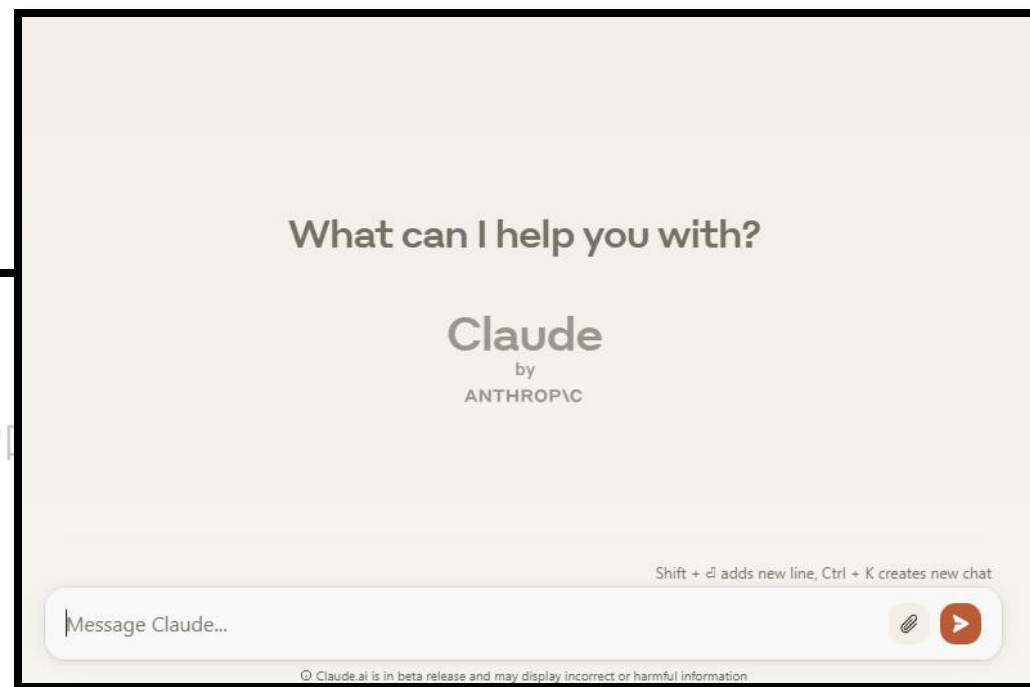 What can I help you with?
Claude
by
ANTHROP\C
Shift + ⏎ adds new line, Ctrl + K creates new chat
Message Claude...
Claude.ai is in beta release and may display incorrect or harmful information